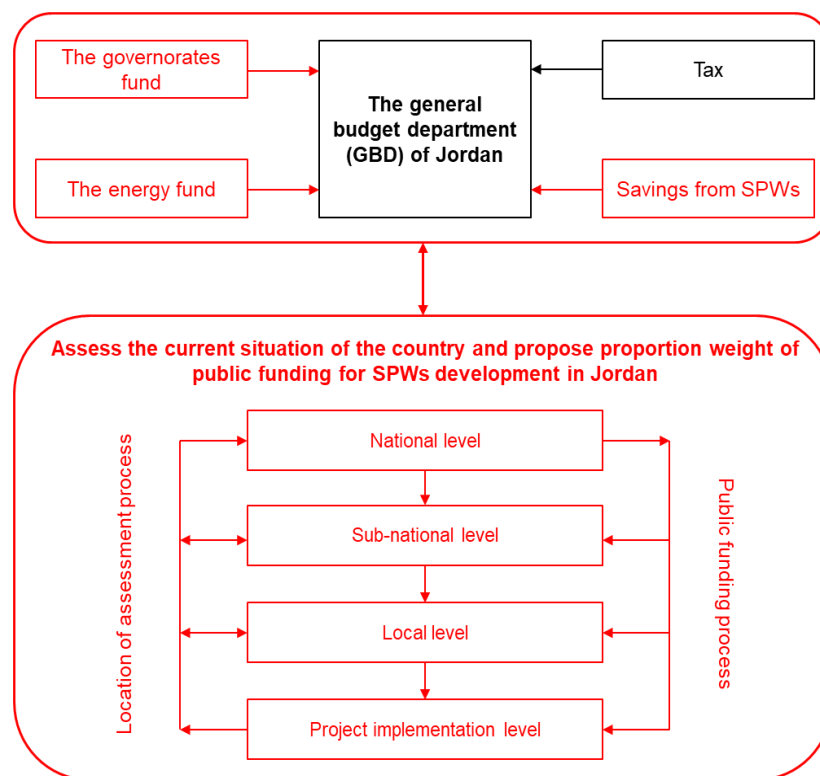 The governorates
fund
The general
budget department
(GBD) of Jordan
Tax
The energy fund
Savings from SPWs
Assess the current situation of the country and propose proportion weight of
public funding for SPWs development in Jordan
Location of assessment process
National level
Sub-national level
Local level
Project implementation level
Public funding process